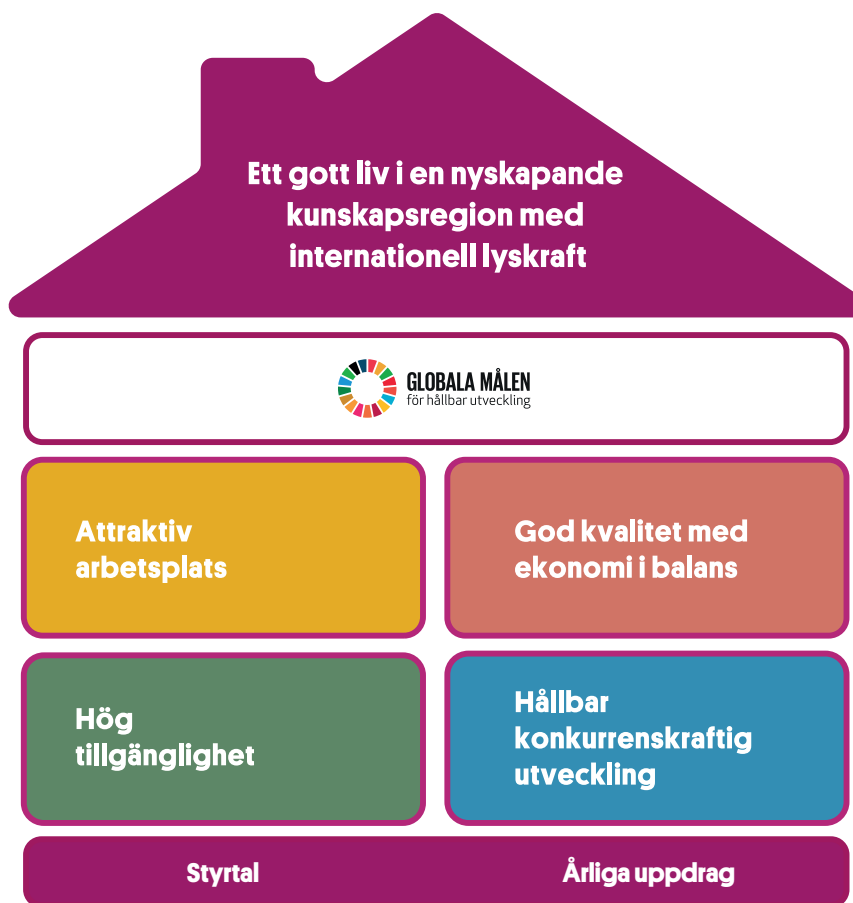 Ett gott liv i en nyskapande
kunskapsregion med
internationell lyskraft
GLOBALA MÅLEN
för hållbar utveckling
Attraktiv
arbetsplats
God kvalitet med
ekonomi i balans
Hög
tillgänglighet
Hållbar
konkurrenskraftig
utveckling
Styrtal
Årliga uppdrag